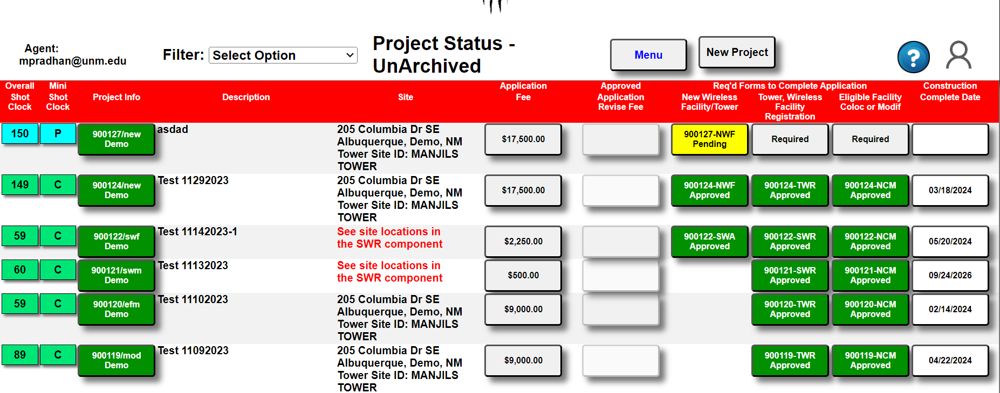 Agent:
mpradhan@unm.edu
Filter: Select Option
Project Status -
UnArchived
Menu
New Project
?
Overall
Shot
Clock
Mini
Shot
Clock
Project Info
Description
Site
Application
Fee
Approved
Application
Revise Fee
Req'd Forms to Complete Application
New Wireless
Facility/Tower
Tower, Wireless
Facility
Registration
Eligible Facility
Coloc or Modif
Construction
Complete Date
150
P
900127/new
Demo
asdad
205 Columbia Dr SE
Albuquerque, Demo, NM
Tower Site ID: MANJILS
TOWER
$17,500.00
900127-NWF
Pending
Required
Required
149
C
900124/new
Demo
Test 11292023
205 Columbia Dr SE
Albuquerque, Demo, NM
Tower Site ID: MANJILS
TOWER
$17,500.00
900124-NWF
Approved
900124-TWR
Approved
900124-NCM
Approved
03/18/2024
59
C
900122/swf
Demo
Test 11142023-1
See site locations in
the SWR component
$2,250.00
900122-SWA
Approved
900122-SWR
Approved
900122-NCM
Approved
05/20/2024
60
C
900121/swm
Demo
Test 11132023
See site locations in
the SWR component
$500.00
900121-SWR
Approved
900121-NCM
Approved
09/24/2026
59
C
900120/efm
Demo
Test 11102023
205 Columbia Dr SE
Albuquerque, Demo, NM
Tower Site ID: MANJILS
TOWER
$9,000.00
900120-TWR
Approved
900120-NCM
Approved
02/14/2024
89
C
900119/mod
Demo
Test 11092023
205 Columbia Dr SE
Albuquerque, Demo, NM
Tower Site ID: MANJILS
TOWER
$9,000.00
900119-TWR
Approved
900119-NCM
Approved
04/22/2024